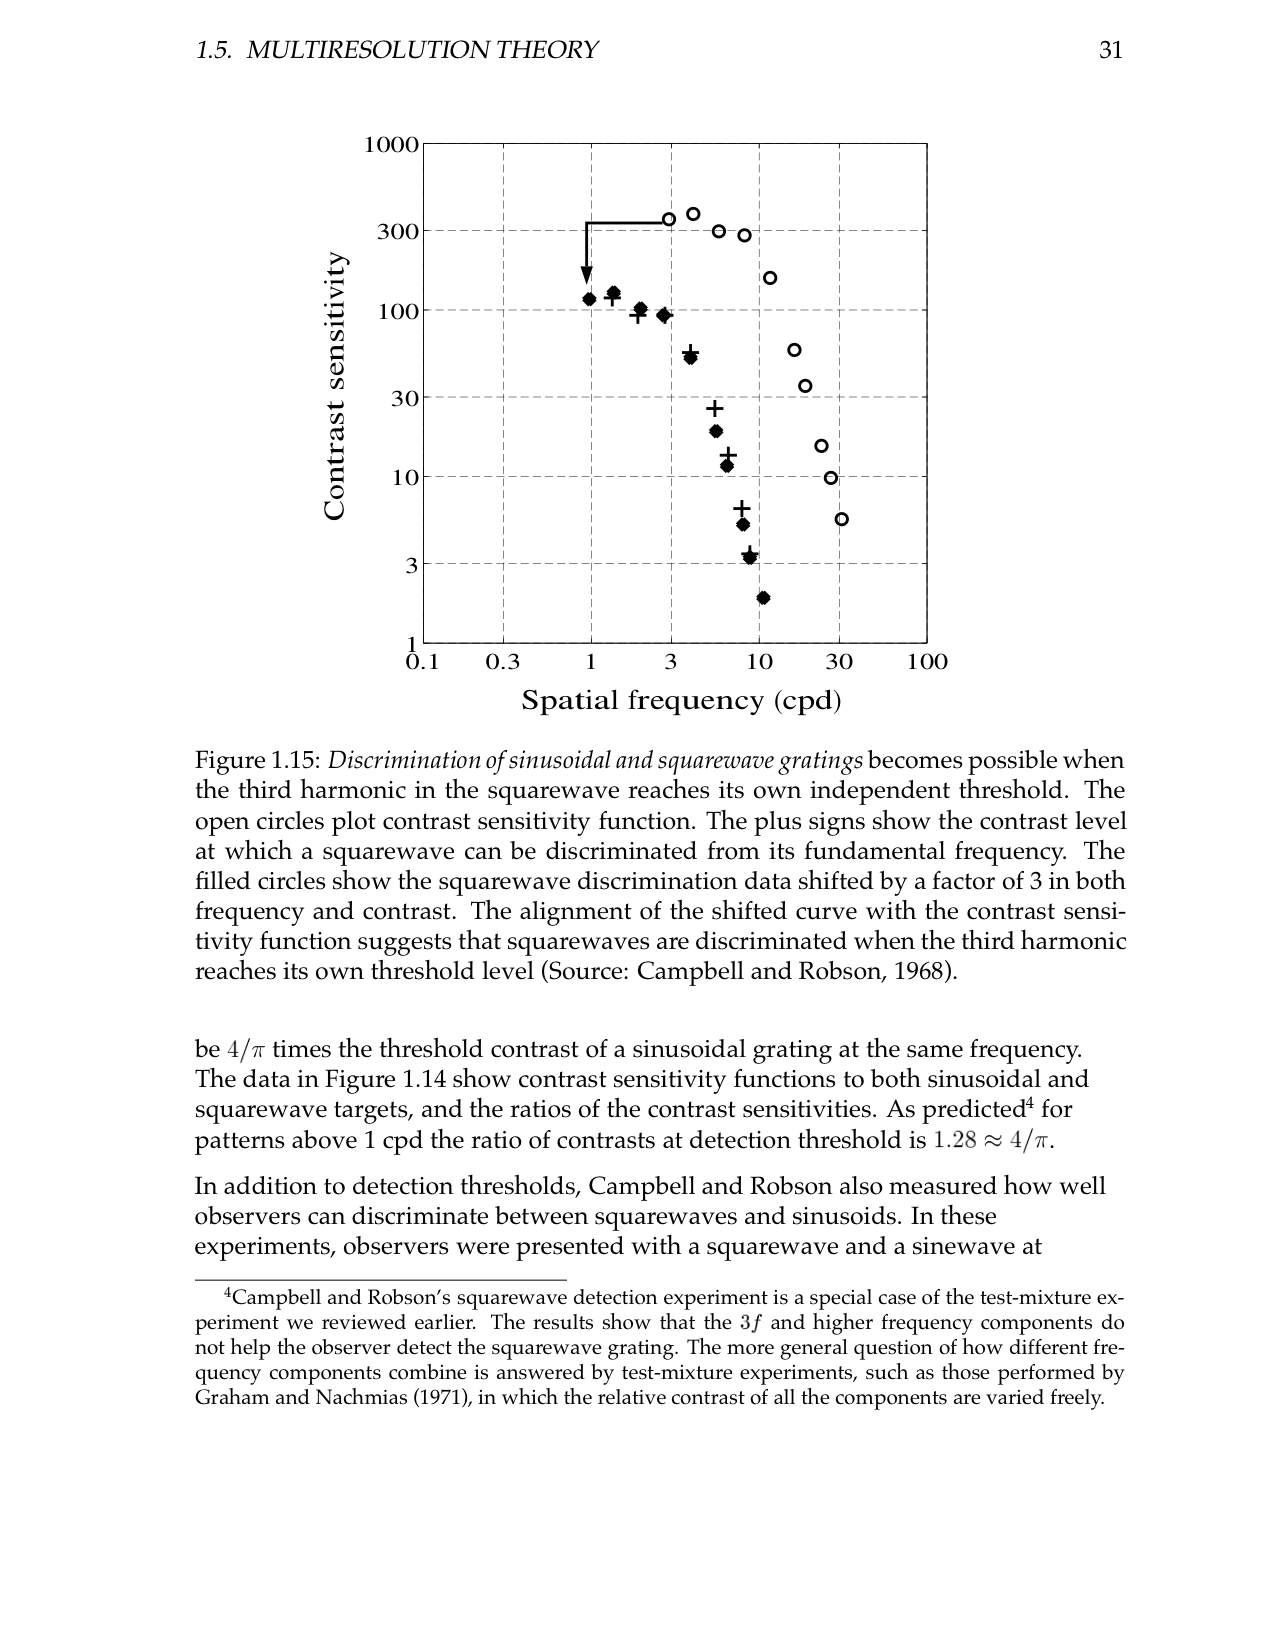 1.5. MULTIRESOLUTION THEORY 31
1000
300
100
30
10
3
1
Contrast sensitivity
0.1 0.3 1 3 10 30 100
Spatial frequency (cpd)
Figure 1.15: Discrimination of sinusoidal and squarewave gratings becomes possible when
the third harmonic in the squarewave reaches its own independent threshold. The
open circles plot contrast sensitivity function. The plus signs show the contrast level
at which a squarewave can be discriminated from its fundamental frequency. The
filled circles show the squarewave discrimination data shifted by a factor of 3 in both
frequency and contrast. The alignment of the shifted curve with the contrast sensi-
tivity function suggests that squarewaves are discriminated when the third harmonic
reaches its own threshold level (Source: Campbell and Robson, 1968).
be 4/π times the threshold contrast of a sinusoidal grating at the same frequency.
The data in Figure 1.14 show contrast sensitivity functions to both sinusoidal and
squarewave targets, and the ratios of the contrast sensitivities. As predicted⁴ for
patterns above 1 cpd the ratio of contrasts at detection threshold is 1.28 ≈ 4/π.
In addition to detection thresholds, Campbell and Robson also measured how well
observers can discriminate between squarewaves and sinusoids. In these
experiments, observers were presented with a squarewave and a sinewave at
⁴Campbell and Robson's squarewave detection experiment is a special case of the test-mixture ex-
periment we reviewed earlier. The results show that the 3f and higher frequency components do
not help the observer detect the squarewave grating. The more general question of how different fre-
quency components combine is answered by test-mixture experiments, such as those performed by
Graham and Nachmias (1971), in which the relative contrast of all the components are varied freely.